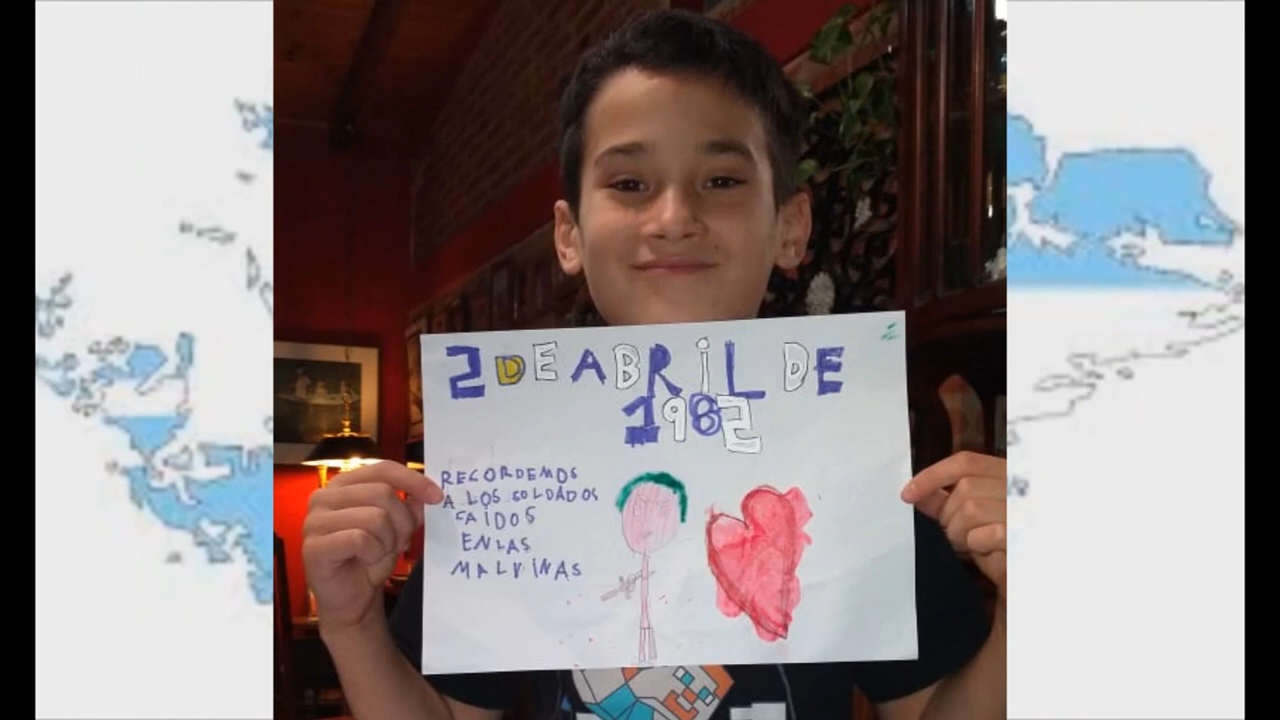 2 DE ABRIL DE
1982
RECORDEMOS
A LOS SOLDADOS
CAIDOS
EN LAS
MALVINAS